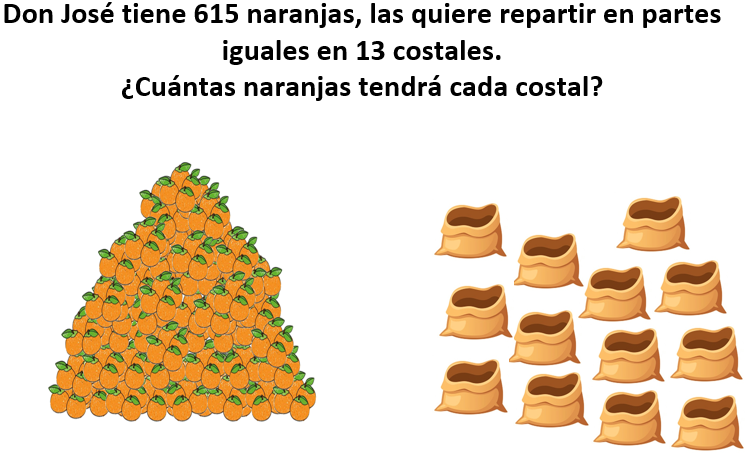 Don José tiene 615 naranjas, las quiere repartir en partes
iguales en 13 costales.
¿Cuántas naranjas tendrá cada costal?